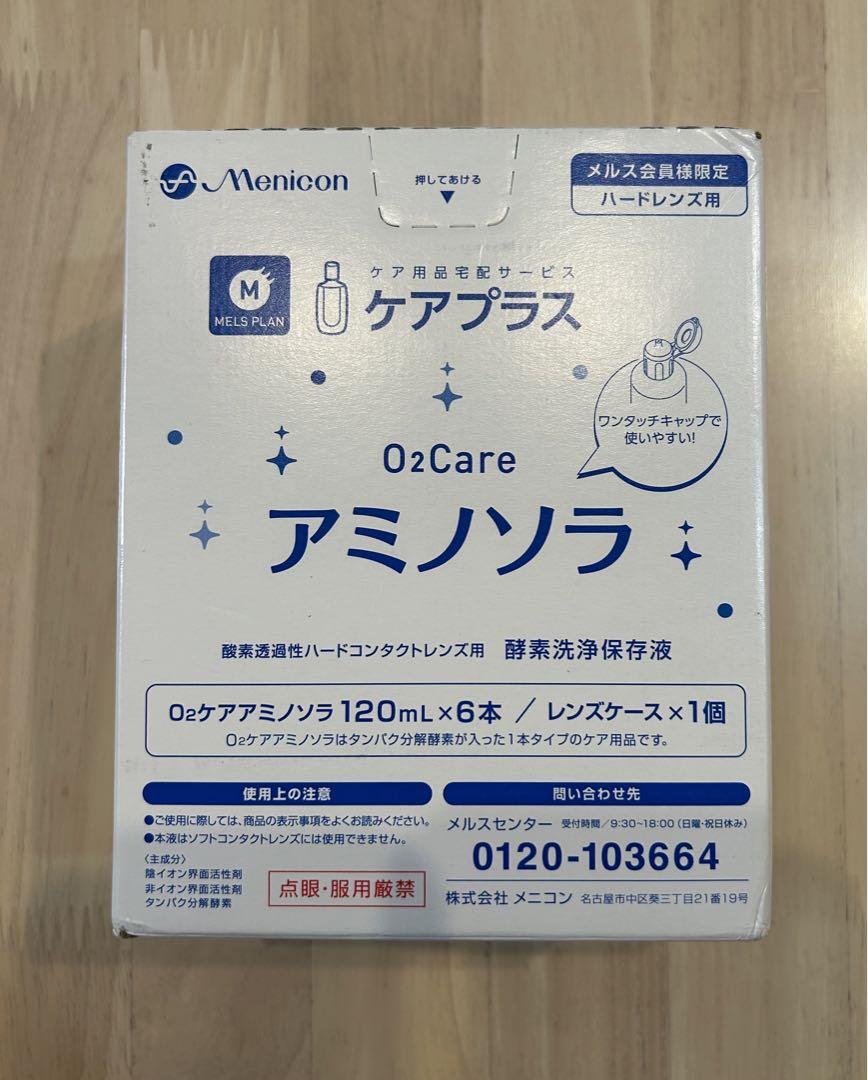 Menicon
押してあける
▼
メルス会員様限定
ハードレンズ用
M
MELS PLAN
ケア用品宅配サービス
ケアプラス
M
ワンタッチキャップで
使いやすい!
O2Care
アミノソラ
酸素透過性ハードコンタクトレンズ用 酵素洗浄保存液
O2ケアアミノソラ 120mL×6本 / レンズケース×1個
O2ケアアミノソラはタンパク分解酵素が入った1本タイプのケア用品です。
使用上の注意
●ご使用に際しては、商品の表示事項をよくお読みください。
●本液はソフトコンタクトレンズには使用できません。
〈主成分〉
陰イオン界面活性剤
非イオン界面活性剤
タンパク分解酵素
点眼・服用厳禁
問い合わせ先
メルスセンター 受付時間/9:30~18:00(日曜・祝日休み)
0120-103664
株式会社 メニコン 名古屋市中区葵三丁目21番19号